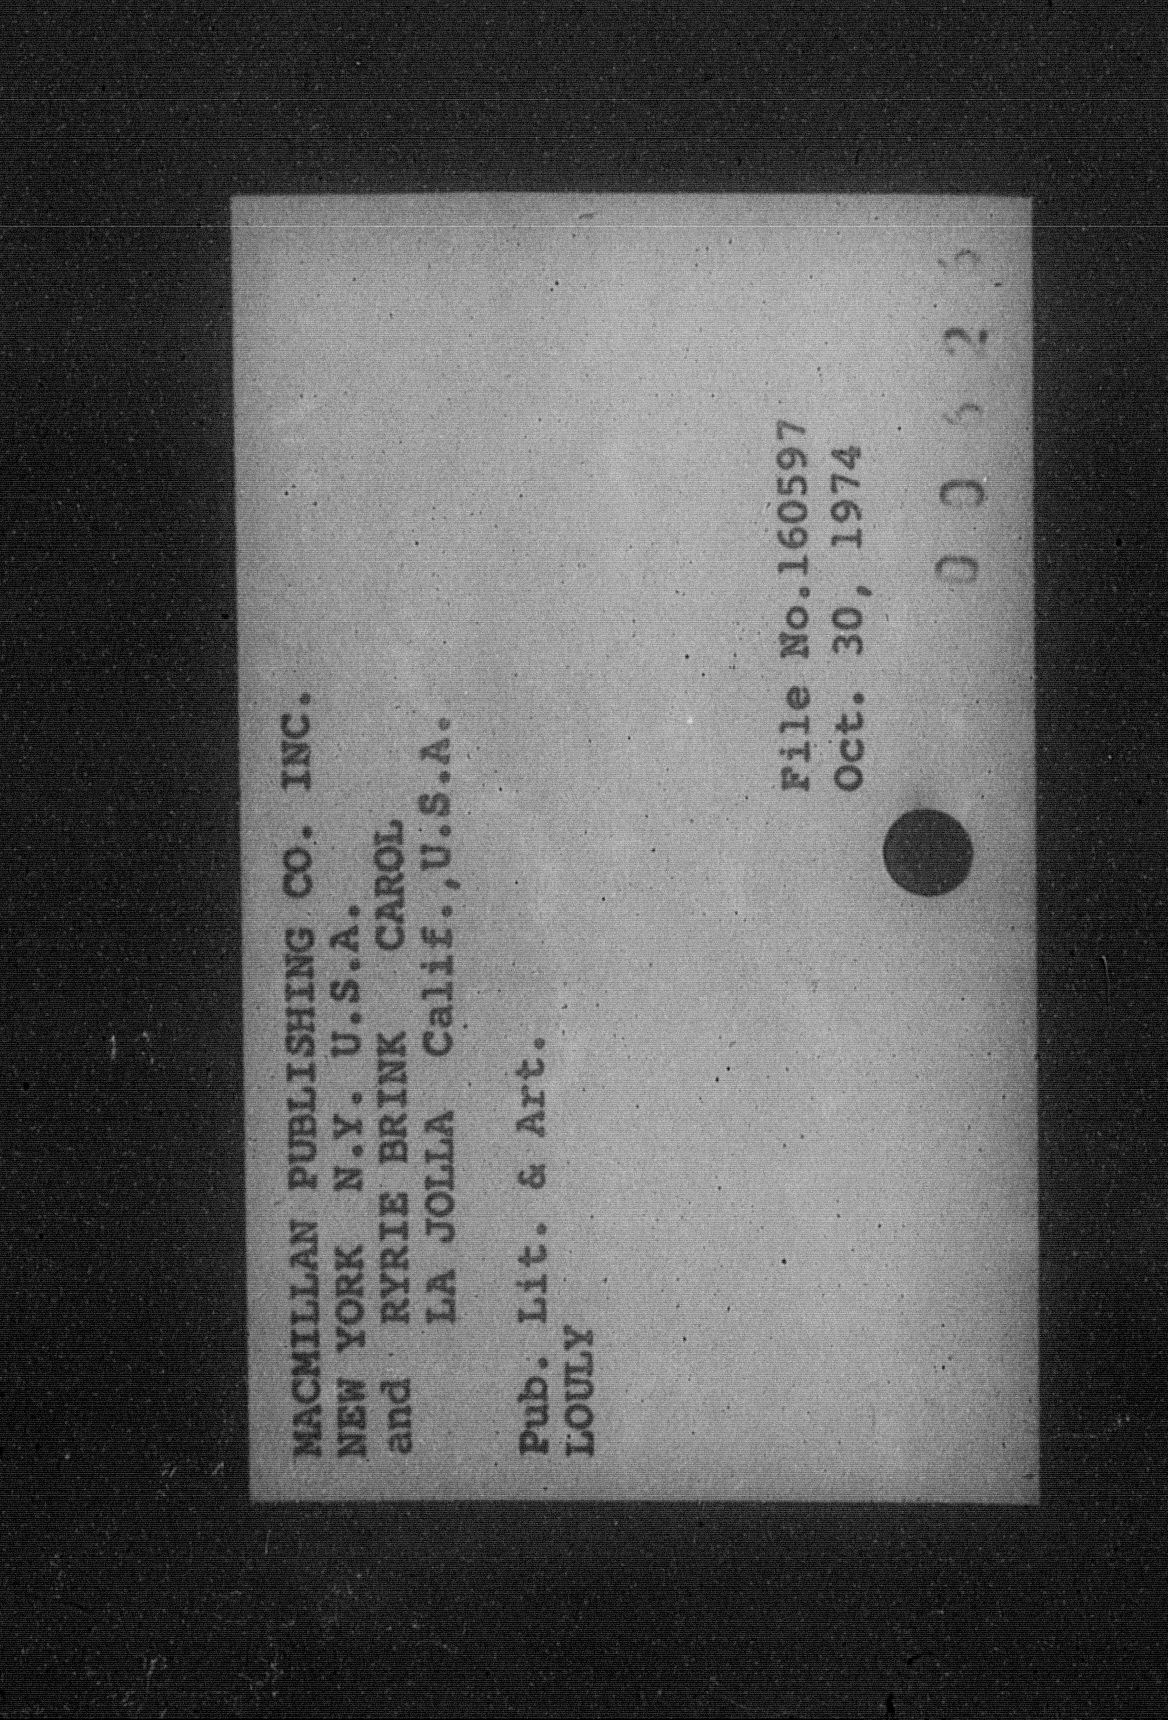 MACMILLAN PUBLISHING CO. INC.
NEW YORK N.Y. U.S.A.
and RYRIE BRINK CAROL
LA JOLLA Calif.,U.S.A.
Pub. Lit. & Art.
LOULY
File No.160597
Oct. 30, 1974